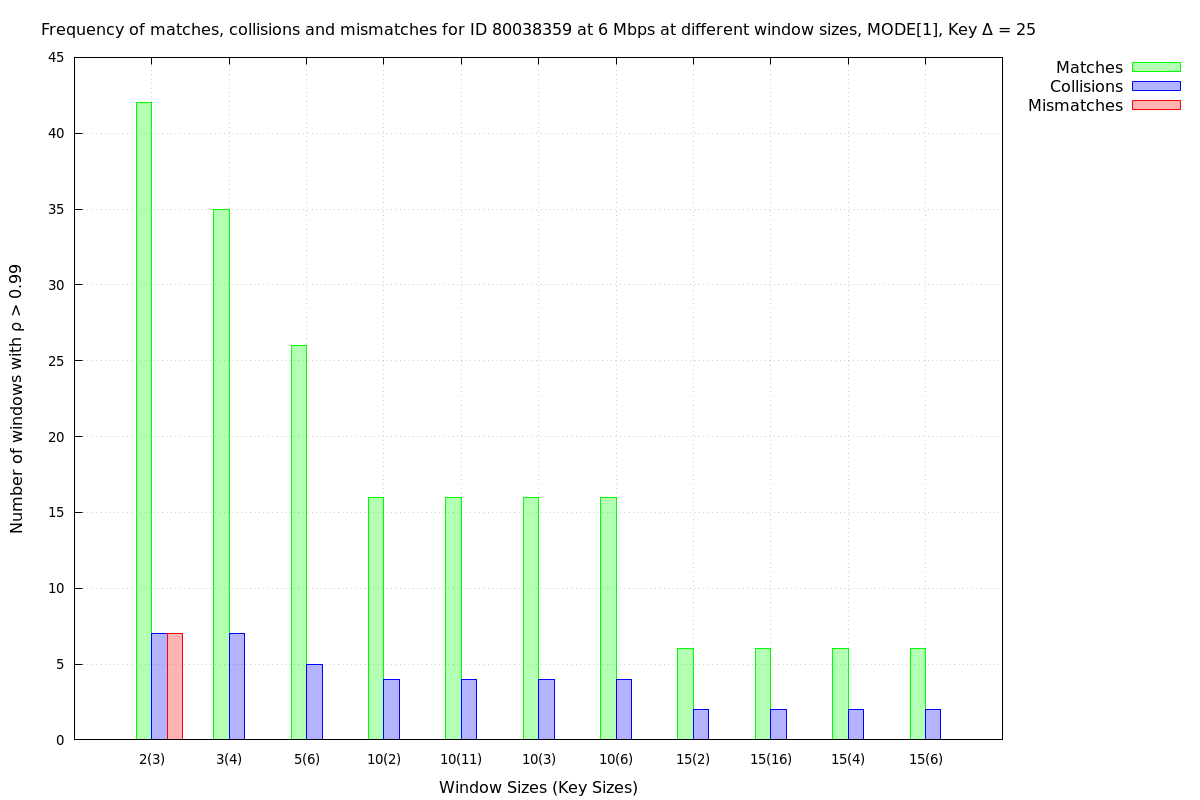 Frequency of matches, collisions and mismatches for ID 80038359 at 6 Mbps at different window sizes, MODE[1], Key Δ = 25
Matches
Collisions
Mismatches
Number of windows with ρ > 0.99
45
40
35
30
25
20
15
10
5
0
2(3) 3(4) 5(6) 10(2) 10(11) 10(3) 10(6) 15(2) 15(16) 15(4) 15(6)
Window Sizes (Key Sizes)